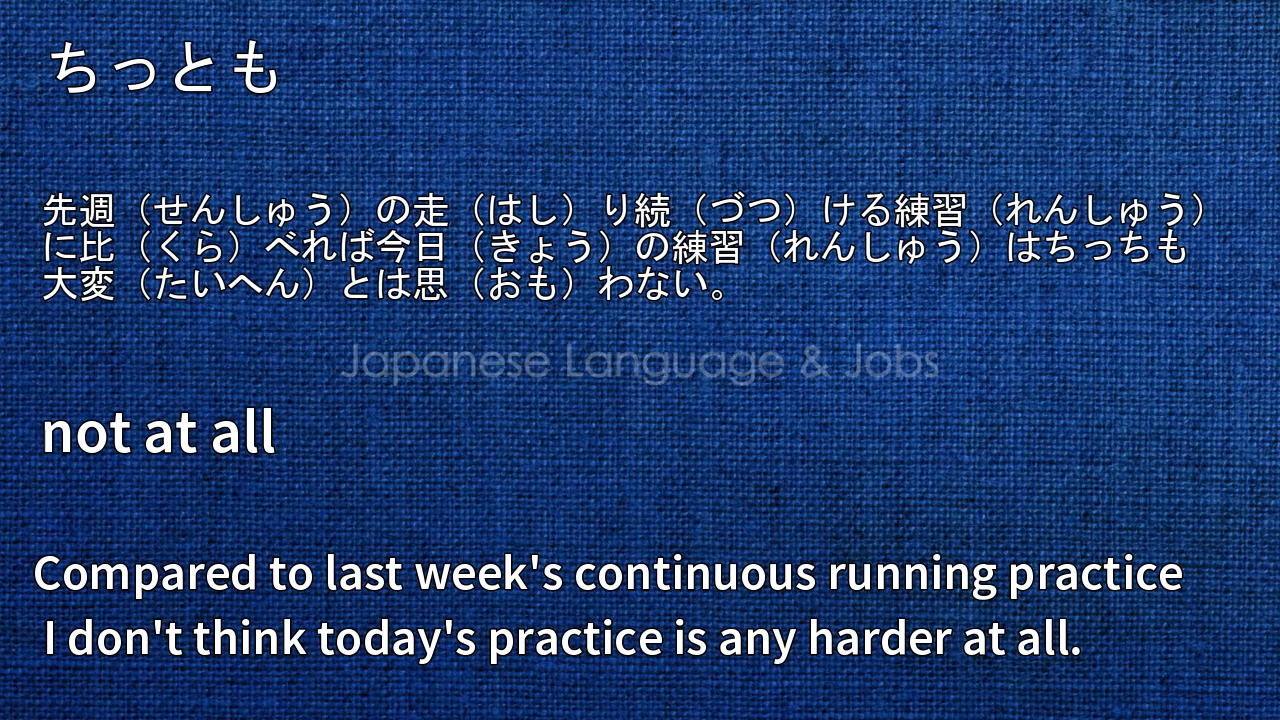 ちっとも
先週（せんしゅう）の走（はし）り続（づつ）ける練習（れんしゅう）
に比（くら）べれば今日（きょう）の練習（れんしゅう）はちっちも
大変（たいへん）とは思（おも）わない。
Japanese Language & Jobs
not at all
Compared to last week's continuous running practice
I don't think today's practice is any harder at all.